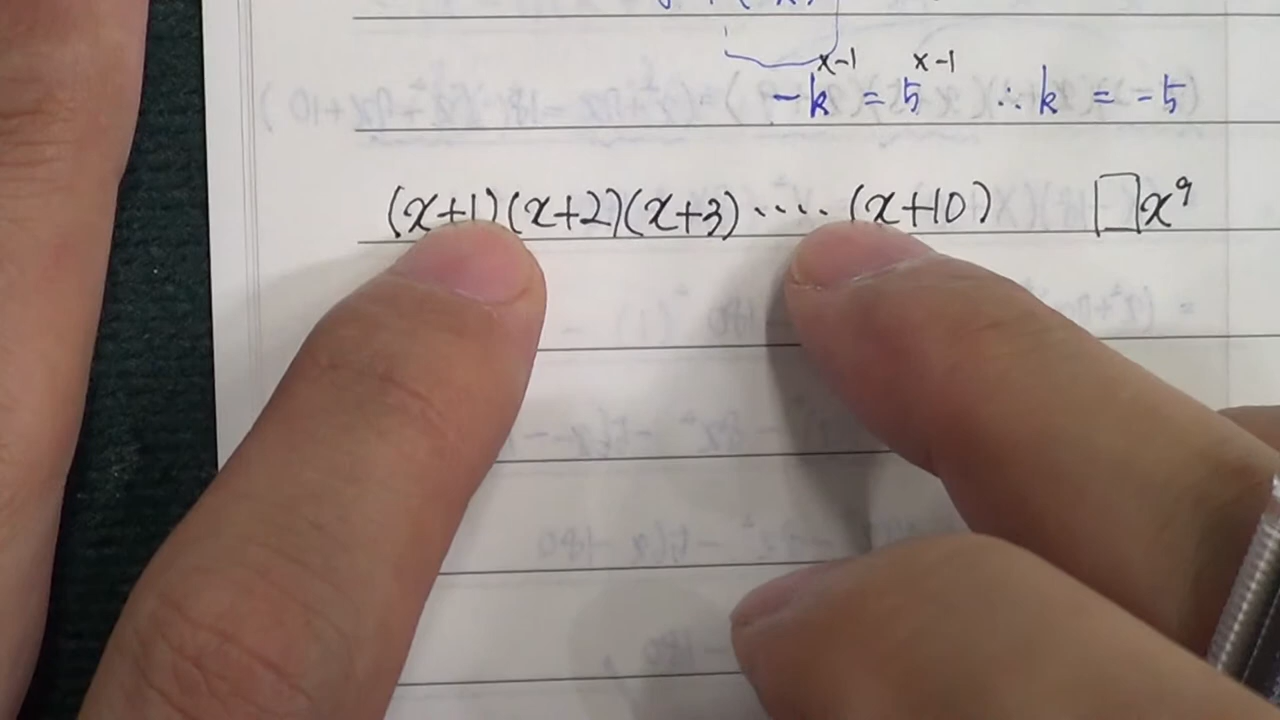 x-1 x-1
-k = 5 ∴ k = -5
(x+1)(x+2)(x+3)····(x+10) □x⁹